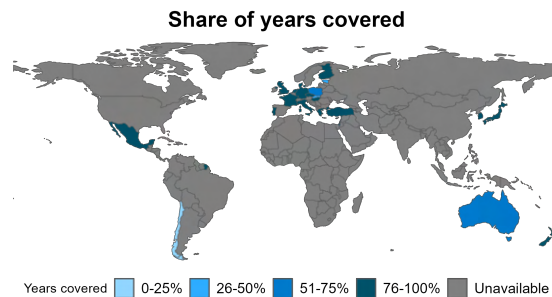 Share of years covered
Years covered 0-25% 26-50% 51-75% 76-100% Unavailable